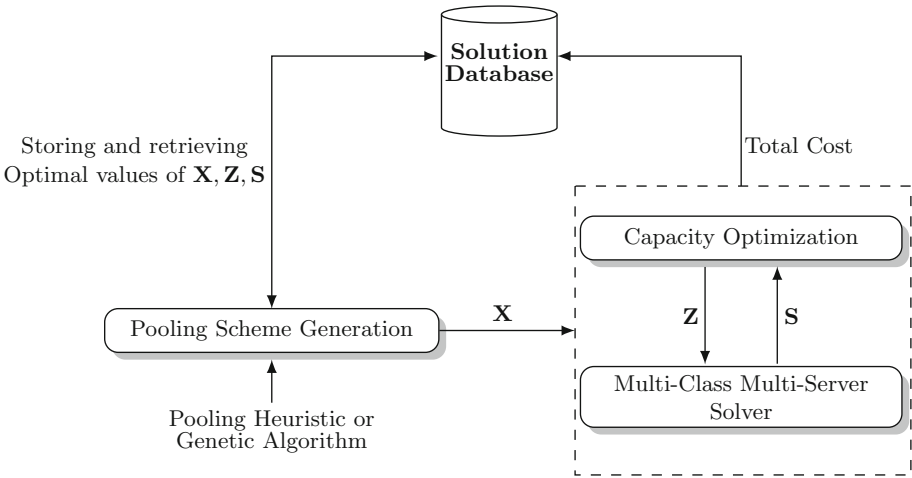 Solution
Database
Storing and retrieving
Optimal values of X, Z, S
Total Cost
Capacity Optimization
Pooling Scheme Generation
X
Z
S
Multi-Class Multi-Server
Solver
Pooling Heuristic or
Genetic Algorithm